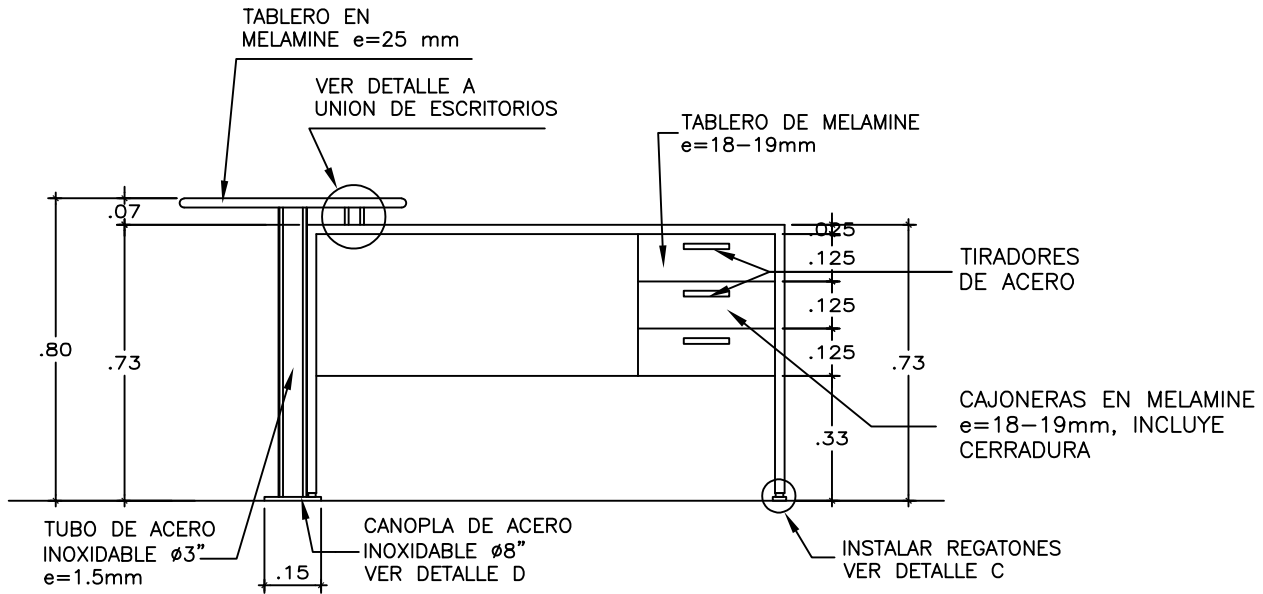 TABLERO EN
MELAMINE e=25 mm
VER DETALLE A
UNION DE ESCRITORIOS
TABLERO DE MELAMINE
e=18-19mm
.07
.025
.125
TIRADORES
DE ACERO
.125
.80
.73
.125
.73
CAJONERAS EN MELAMINE
e=18-19mm, INCLUYE
CERRADURA
.33
TUBO DE ACERO
INOXIDABLE ø3"
e=1.5mm
.15
CANOPLA DE ACERO
INOXIDABLE ø8"
VER DETALLE D
INSTALAR REGATONES
VER DETALLE C